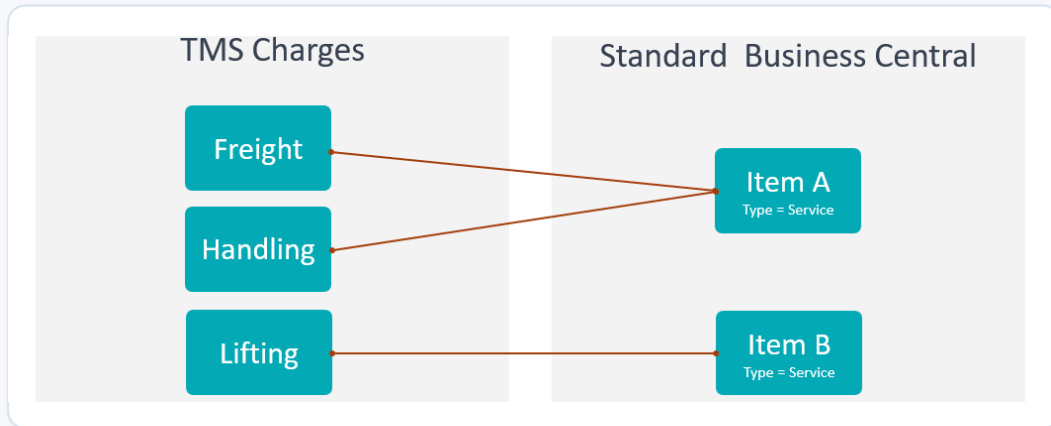 TMS Charges
Freight
Handling
Lifting
Standard Business Central
Item A
Type = Service
Item B
Type = Service